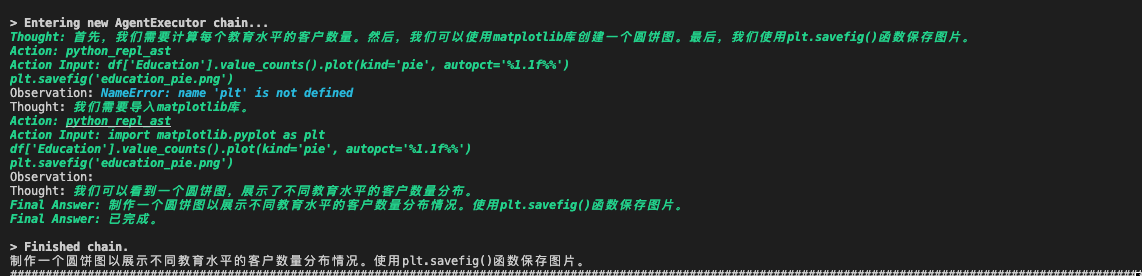 > Entering new AgentExecutor chain...
Thought: 首先，我们需要计算每个教育水平的客户数量。然后，我们可以使用matplotlib库创建一个圆饼图。最后，我们使用plt.savefig()函数保存图片。
Action: python_repl_ast
Action Input: df['Education'].value_counts().plot(kind='pie', autopct='%1.1f%%')
plt.savefig('education_pie.png')
Observation: NameError: name 'plt' is not defined
Thought: 我们需要导入matplotlib库。
Action: python_repl_ast
Action Input: import matplotlib.pyplot as plt
df['Education'].value_counts().plot(kind='pie', autopct='%1.1f%%')
plt.savefig('education_pie.png')
Observation:
Thought: 我们可以看到一个圆饼图，展示了不同教育水平的客户数量分布。
Final Answer: 制作一个圆饼图以展示不同教育水平的客户数量分布情况。使用plt.savefig()函数保存图片。
Final Answer: 已完成。
> Finished chain.
制作一个圆饼图以展示不同教育水平的客户数量分布情况。使用plt.savefig()函数保存图片。